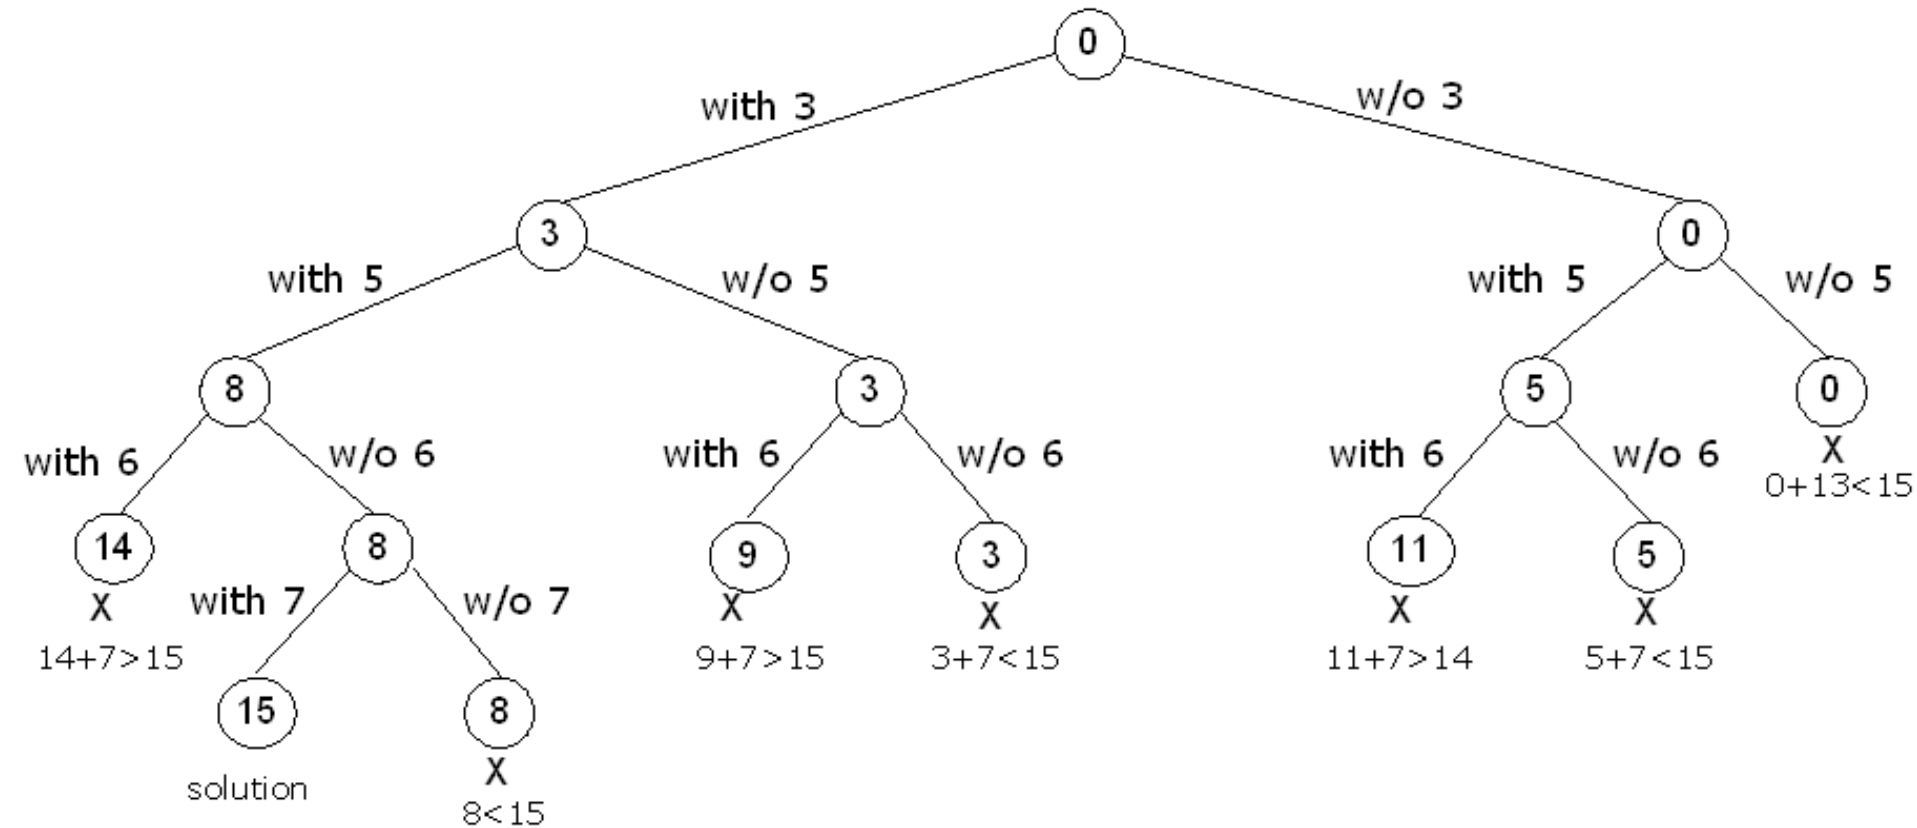 0
with 3
w/o 3
3
0
with 5
w/o 5
with 5
w/o 5
8
3
5
0
with 6
w/o 6
with 6
w/o 6
with 6
w/o 6
X
0+13<15
14
8
9
3
11
5
X
with 7
w/o 7
X
X
X
X
14+7>15
9+7>15
3+7<15
11+7>14
5+7<15
15
8
solution
X
8<15